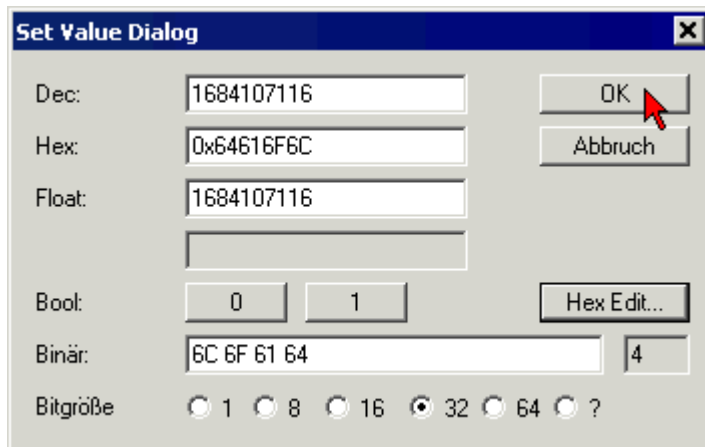 Set Value Dialog
Dec: 1684107116 OK
Hex: 0x64616F6C Abbruch
Float: 1684107116
Bool: 0 1 Hex Edit...
Binär: 6C 6F 61 64 4
Bitgröße 1 8 16 32 64 ?